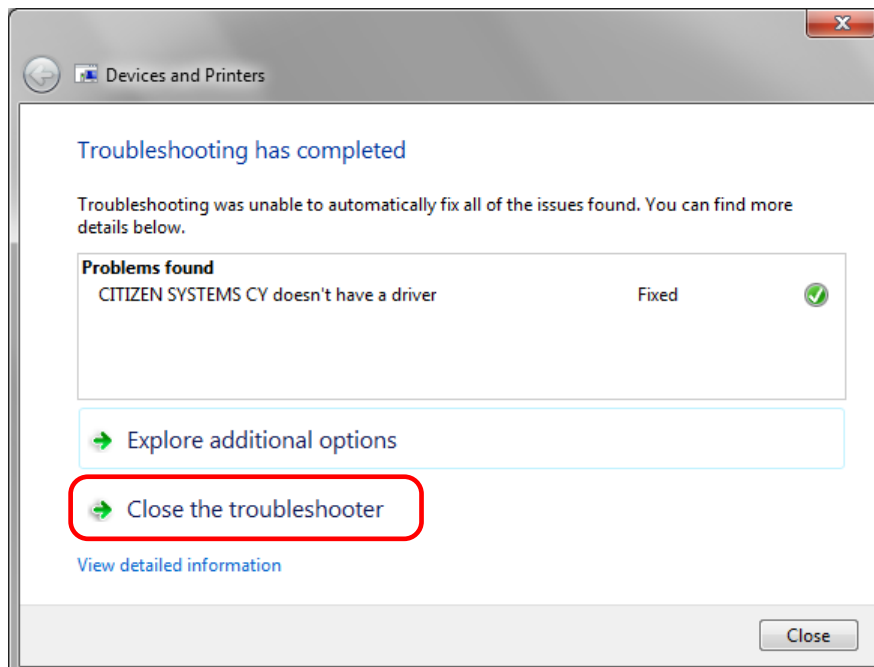 Devices and Printers
Troubleshooting has completed
Troubleshooting was unable to automatically fix all of the issues found. You can find more
details below.
Problems found
CITIZEN SYSTEMS CY doesn't have a driver Fixed
Explore additional options
Close the troubleshooter
View detailed information
Close